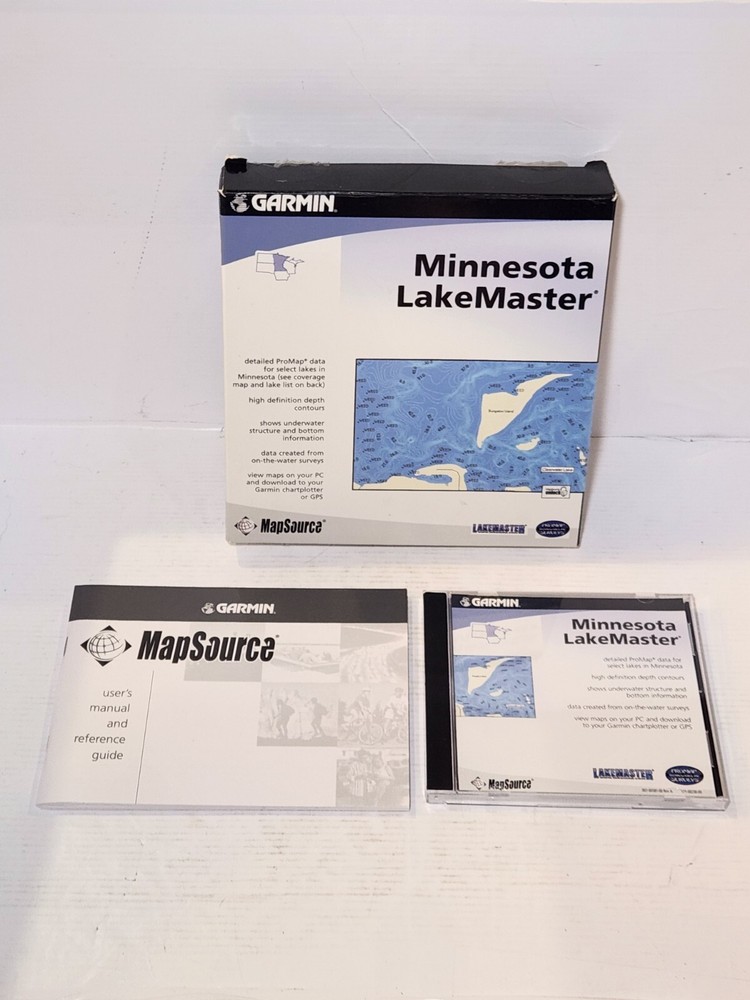 GARMIN
Minnesota
LakeMaster
detailed ProMap® data
for select lakes in
Minnesota (see coverage
map and lake list on back)
high definition depth
contours
shows underwater
structure and bottom
information
data created from
on-the-water surveys
view maps on your PC
and download to your
Garmin chartplotter
or GPS
MapSource®
LAKEMASTER
GARMIN
MapSource
user's
manual
and
reference
guide
GARMIN
Minnesota
LakeMaster
detailed ProMap® data for
select lakes in Minnesota
high definition depth contours
shows underwater structure and
bottom information
data created from on-the-water surveys
view maps on your PC and download
to your Garmin chartplotter or GPS
MapSource
LAKEMASTER
PROMAP
SURVEYS